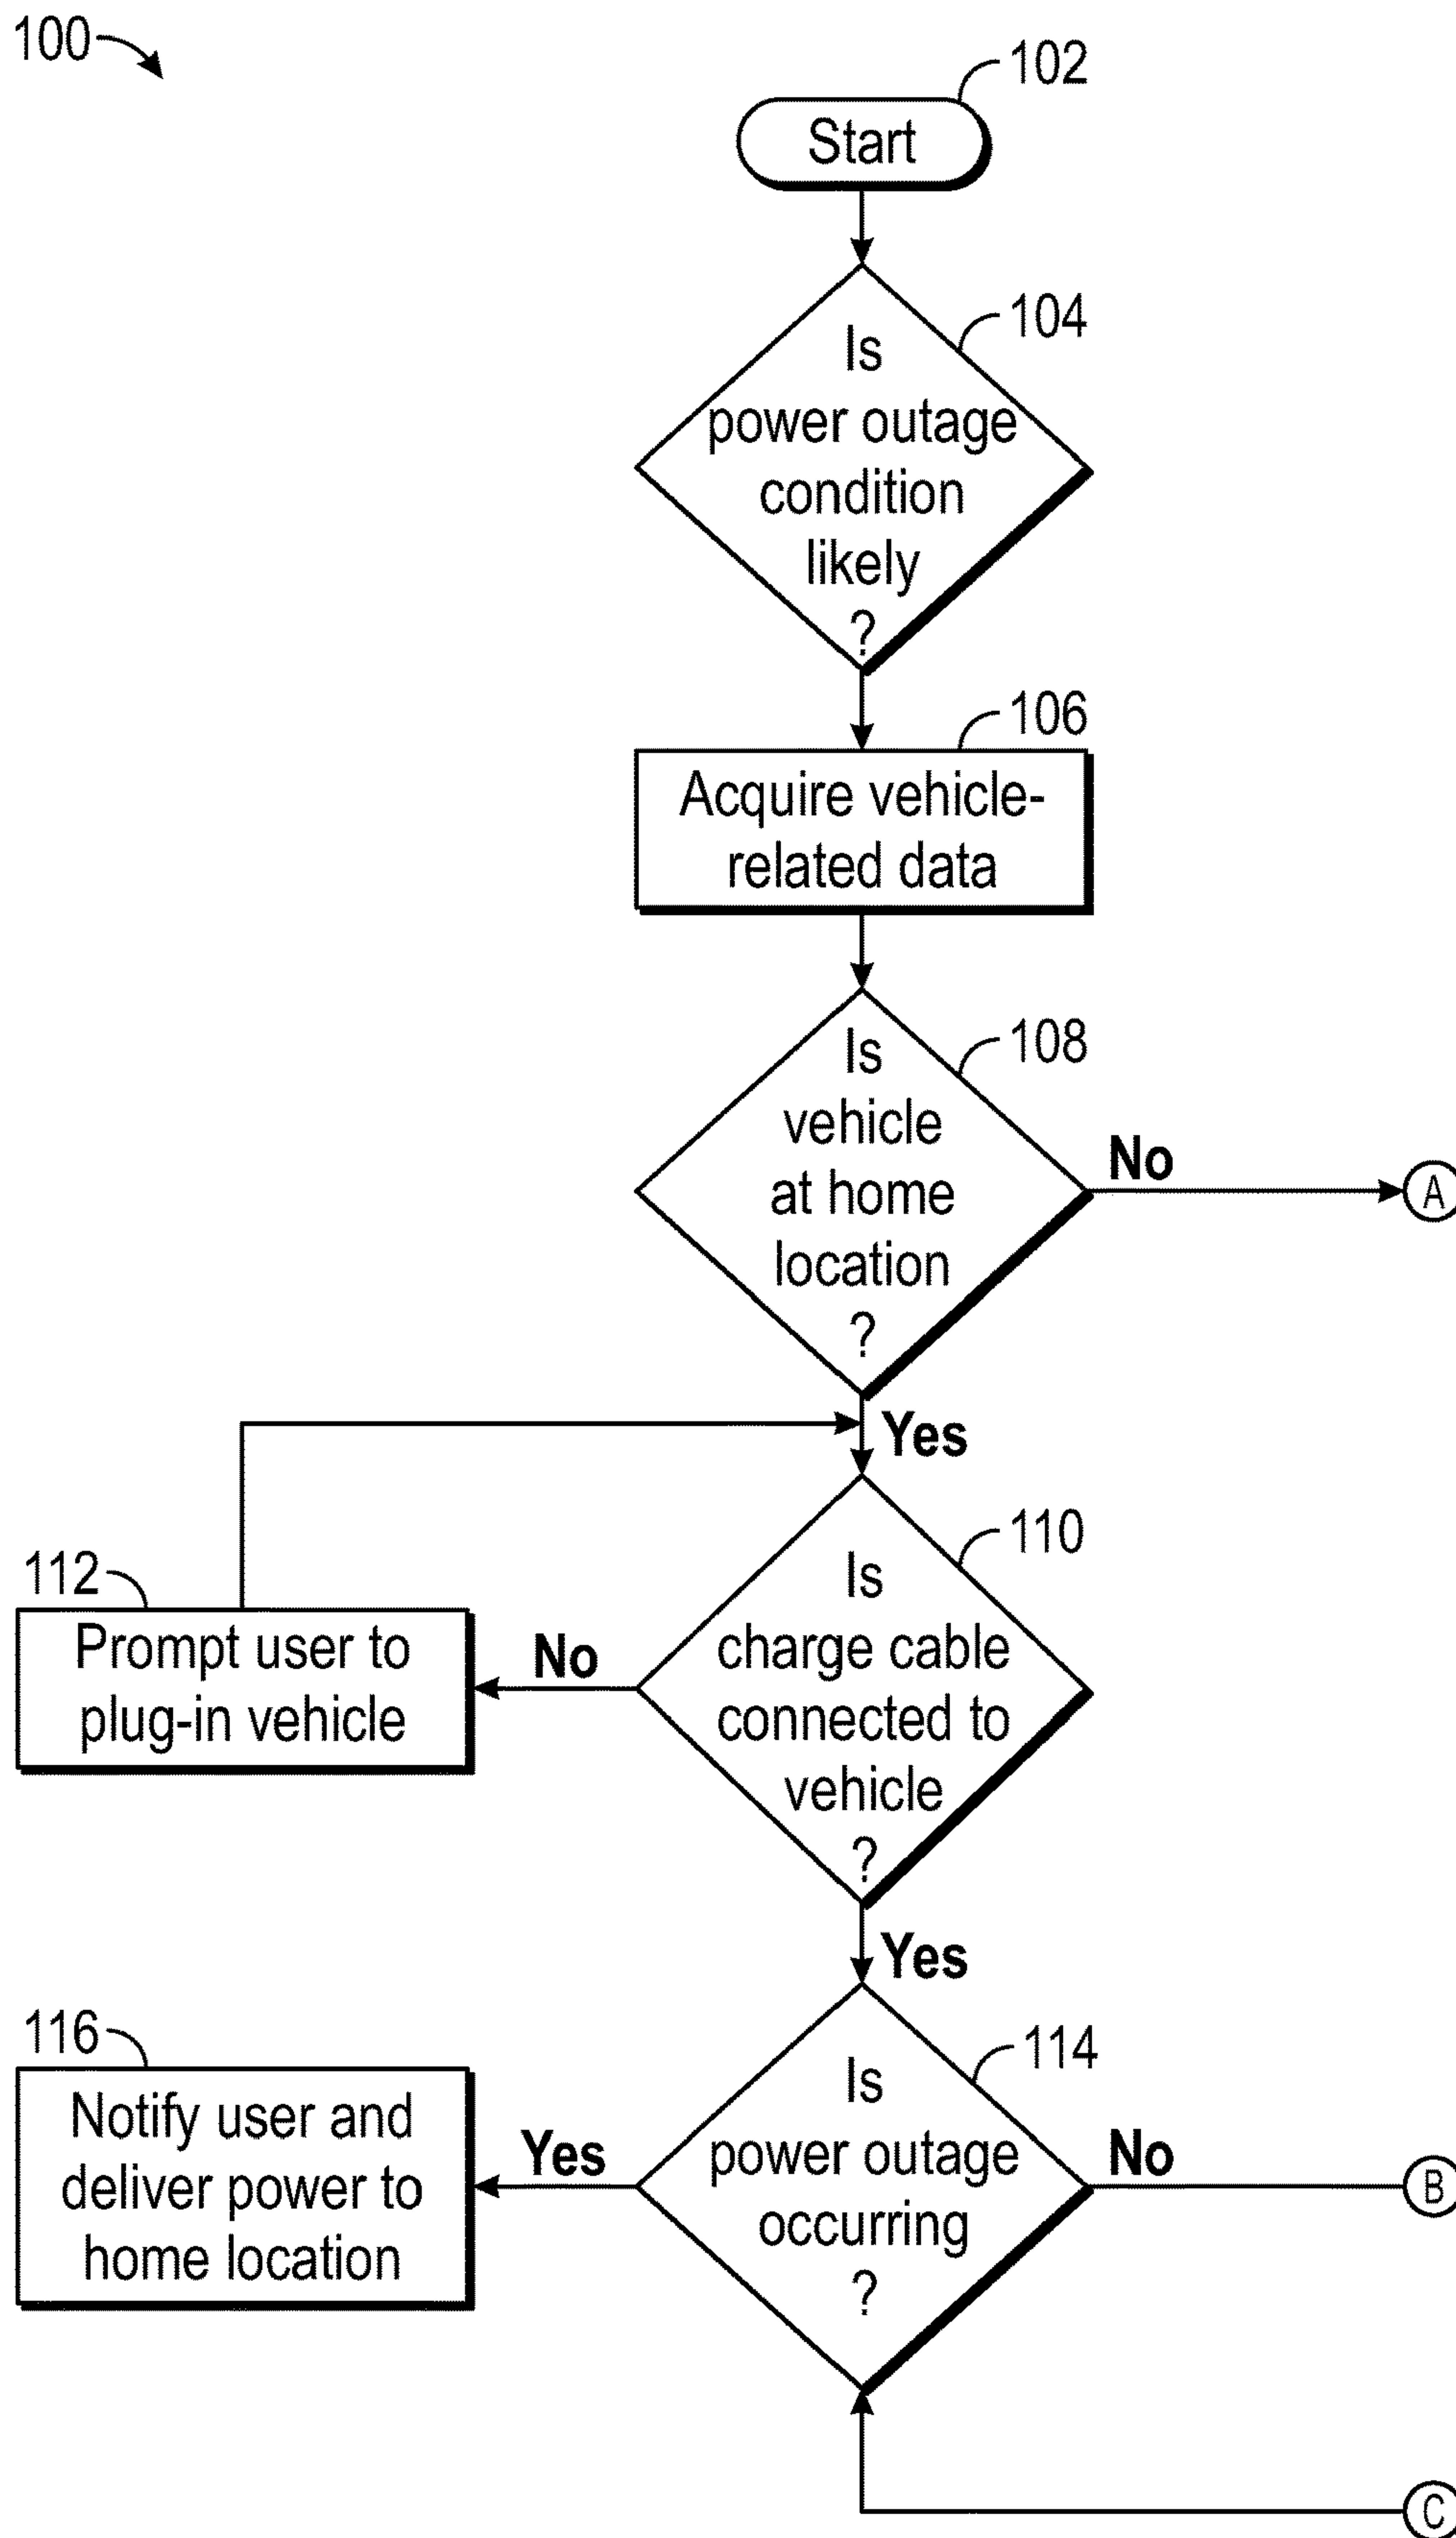 100
102
Start
104
Is
power outage
condition
likely
?
106
Acquire vehicle-
related data
108
Is
vehicle
at home
location
?
No
A
Yes
110
Is
charge cable
connected to
vehicle
?
112
Prompt user to
plug-in vehicle
No
Yes
114
Is
power outage
occurring
?
116
Notify user and
deliver power to
home location
Yes
No
B
C